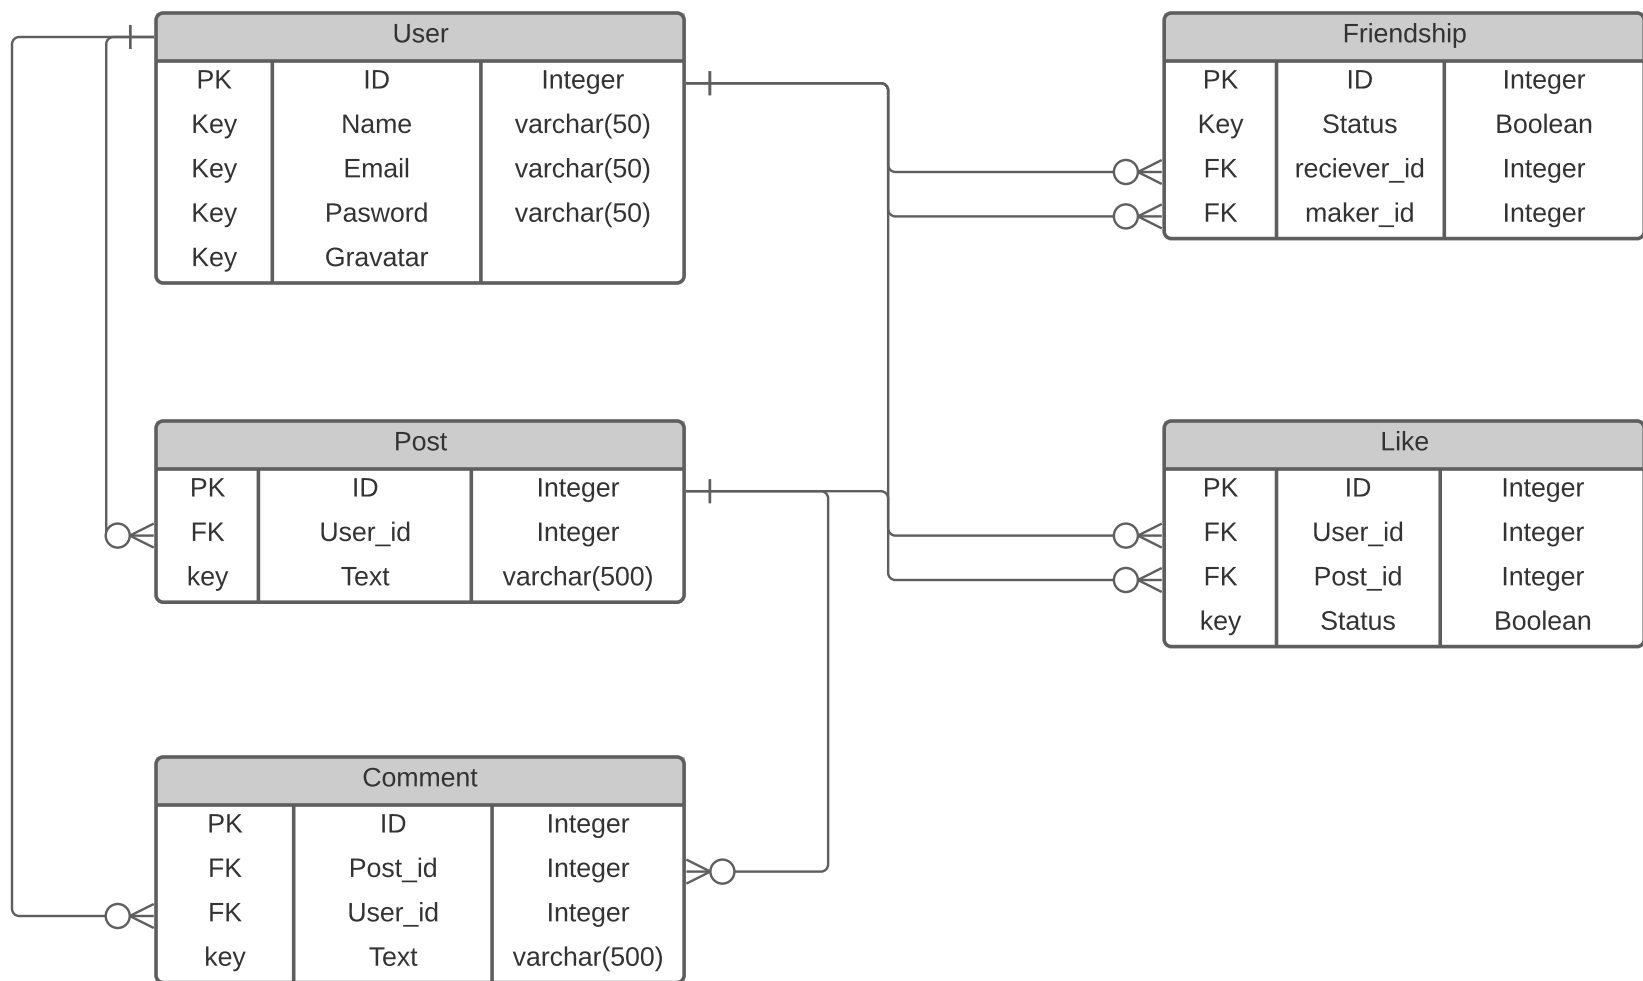 User
PK ID Integer
Key Name varchar(50)
Key Email varchar(50)
Key Pasword varchar(50)
Key Gravatar
Friendship
PK ID Integer
Key Status Boolean
FK reciever_id Integer
FK maker_id Integer
Post
PK ID Integer
FK User_id Integer
key Text varchar(500)
Like
PK ID Integer
FK User_id Integer
FK Post_id Integer
key Status Boolean
Comment
PK ID Integer
FK Post_id Integer
FK User_id Integer
key Text varchar(500)